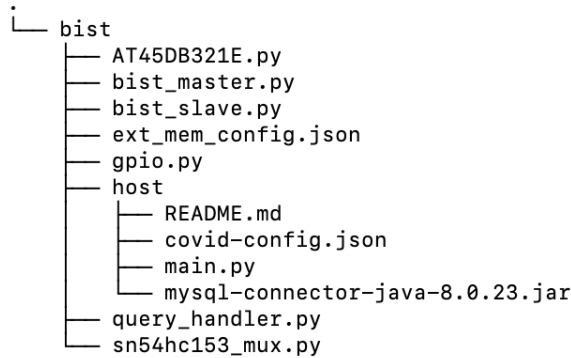 .
└── bist
    ├── AT45DB321E.py
    ├── bist_master.py
    ├── bist_slave.py
    ├── ext_mem_config.json
    ├── gpio.py
    ├── host
    │   ├── README.md
    │   ├── covid-config.json
    │   ├── main.py
    │   └── mysql-connector-java-8.0.23.jar
    ├── query_handler.py
    └── sn54hc153_mux.py